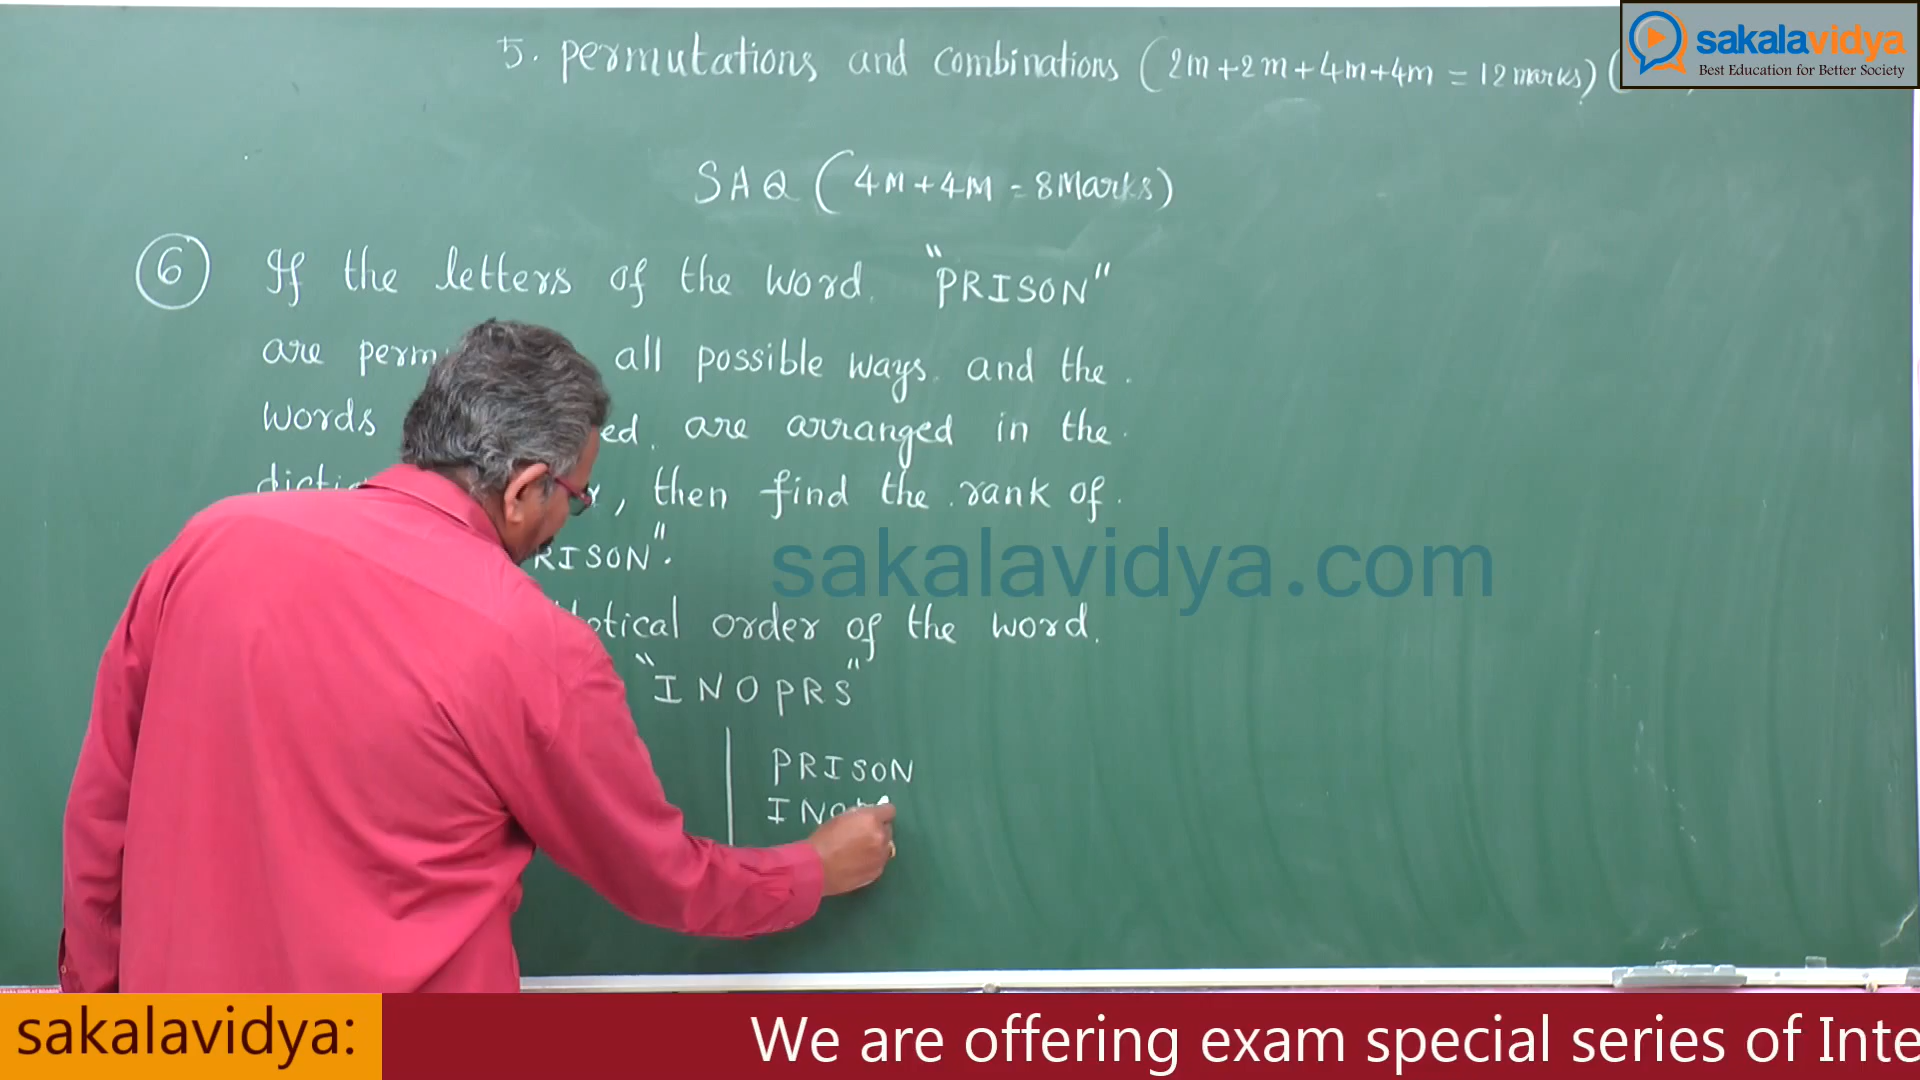 5. Permutations and Combinations (2m+2m+4m+4m = 12 marks) (
sakalavidya
Best Education for Better Society
SAQ (4M+4M = 8Marks)
6 If the letters of the word "PRISON"
are all possible ways and the
words are arranged in the
, then find the rank of
RISON".
order of the word
"INOPRS"
PRISON
INO
sakalavidya.com
sakalavidya:
We are offering exam special series of Inte